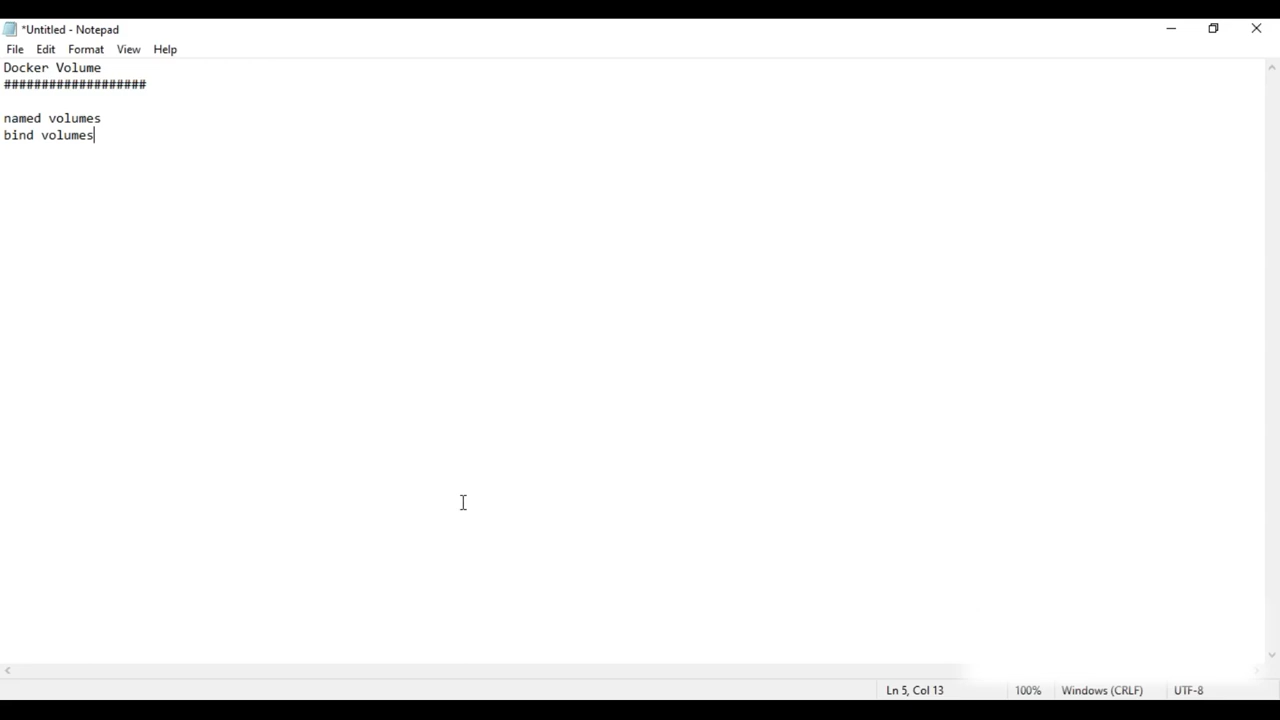 *Untitled - Notepad
File Edit Format View Help
Docker Volume
###################
named volumes
bind volumes
Ln 5, Col 13 100% Windows (CRLF) UTF-8